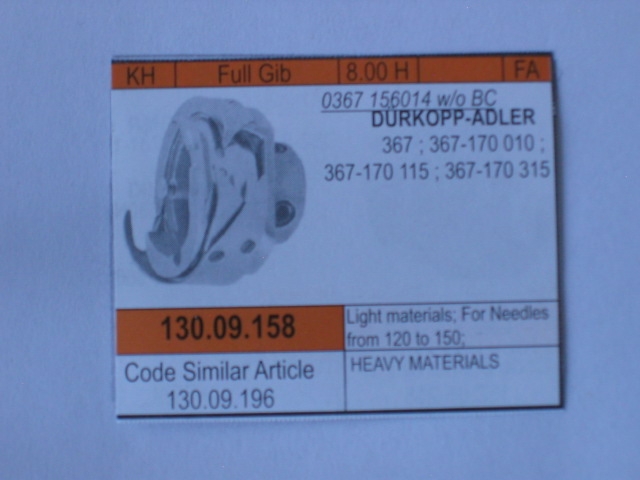 KH Full Gib 8.00 H FA
0367 156014 w/o BC
DURKOPP-ADLER
367 ; 367-170 010 ;
367-170 115 ; 367-170 315
130.09.158
Light materials; For Needles
from 120 to 150;
Code Similar Article
130.09.196
HEAVY MATERIALS